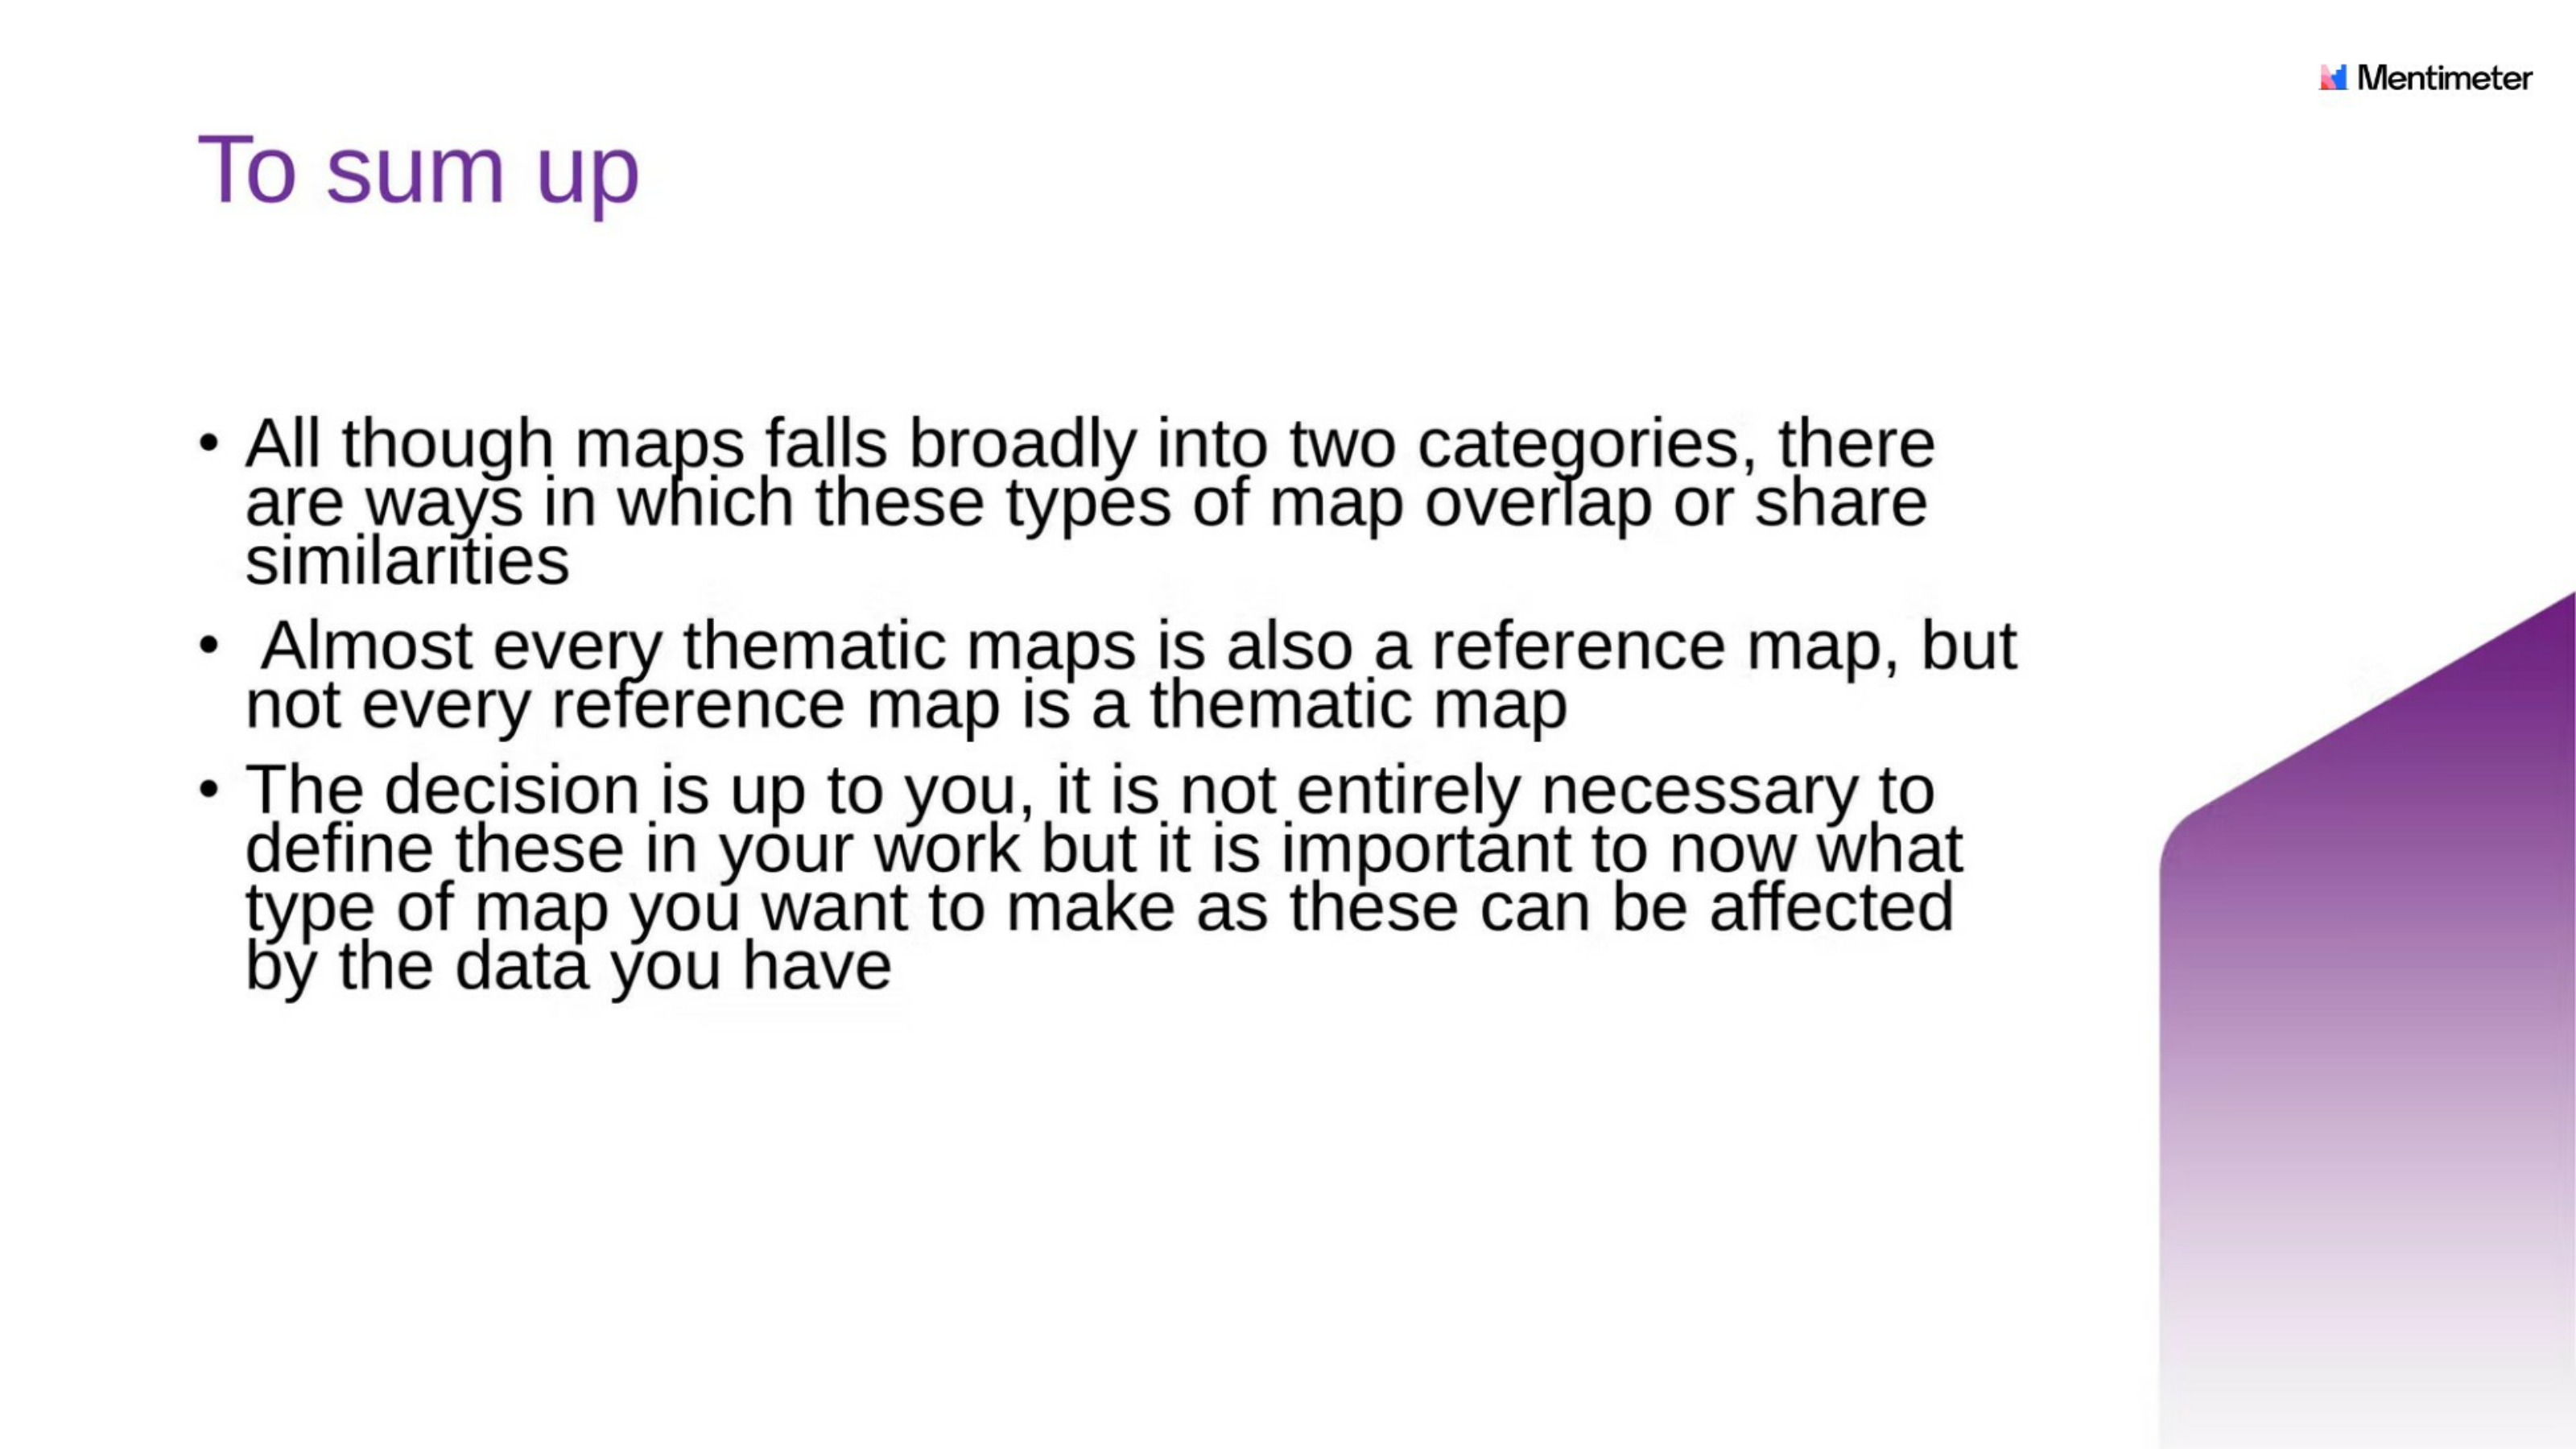 Mentimeter
To sum up
• All though maps falls broadly into two categories, there
are ways in which these types of map overlap or share
similarities
• Almost every thematic maps is also a reference map, but
not every reference map is a thematic map
• The decision is up to you, it is not entirely necessary to
define these in your work but it is important to now what
type of map you want to make as these can be affected
by the data you have